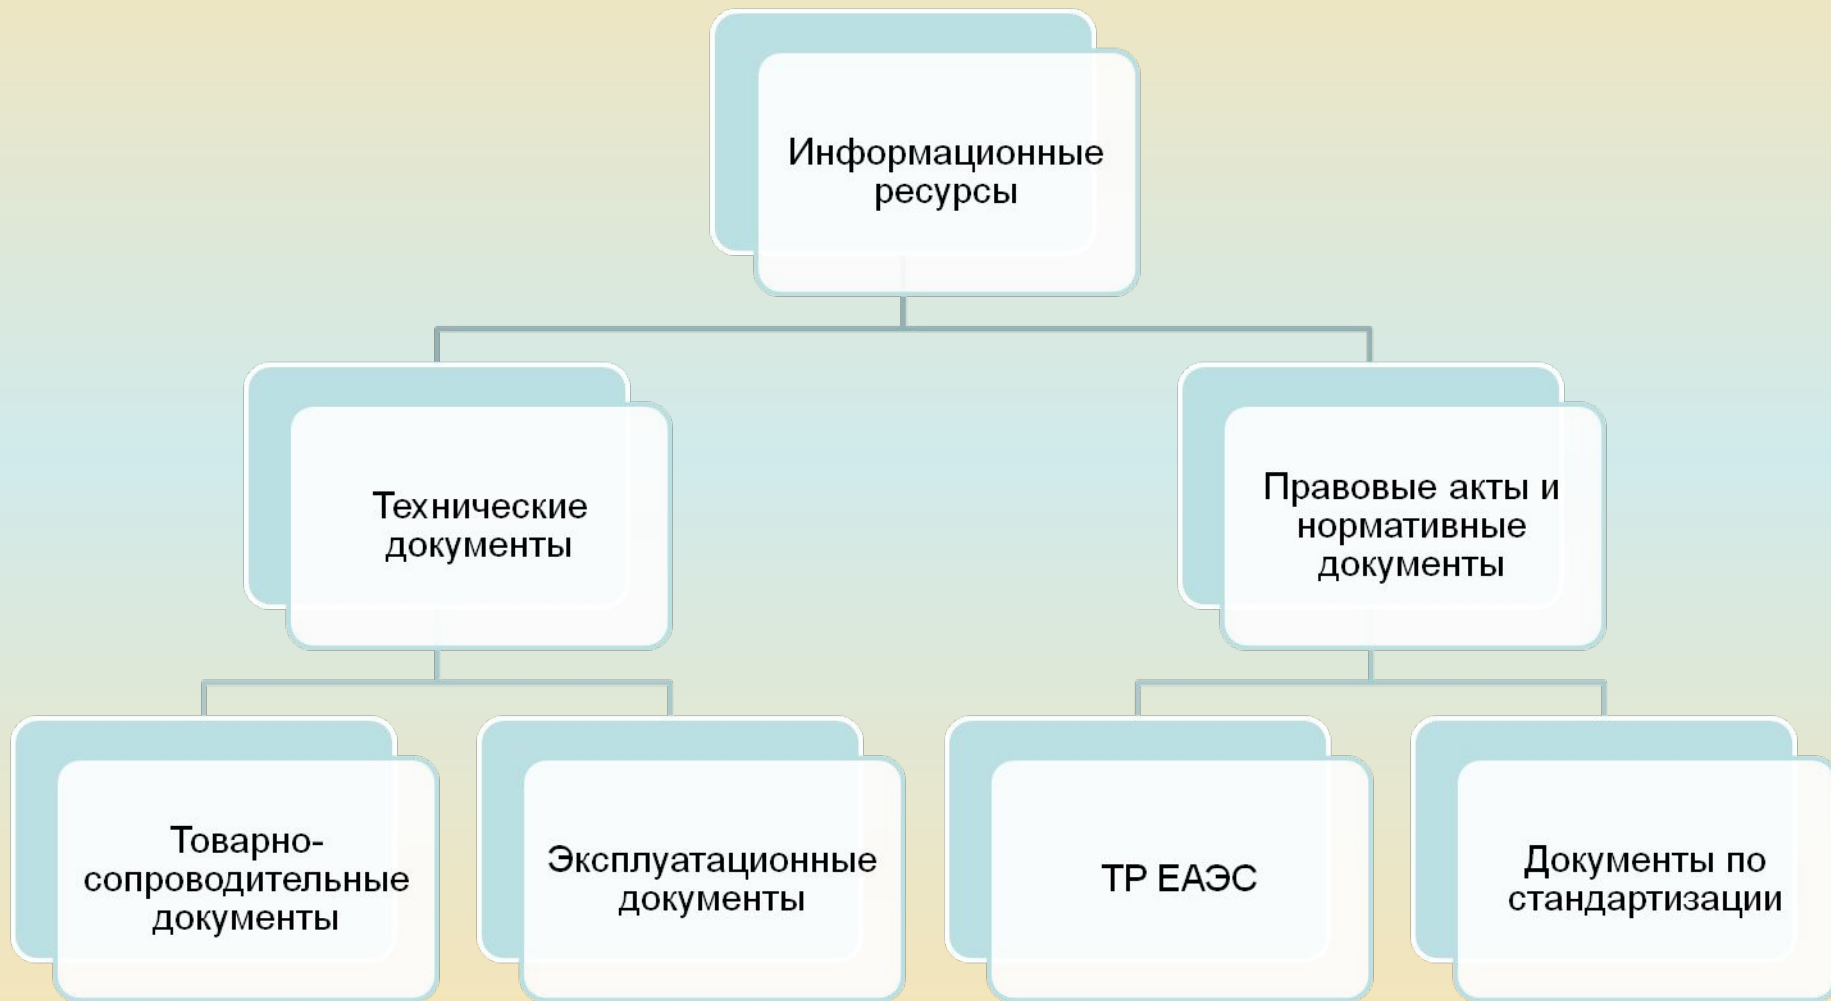 Информационные
ресурсы
Технические
документы
Правовые акты и
нормативные
документы
Товарно-
сопроводительные
документы
Эксплуатационные
документы
ТР ЕАЭС
Документы по
стандартизации